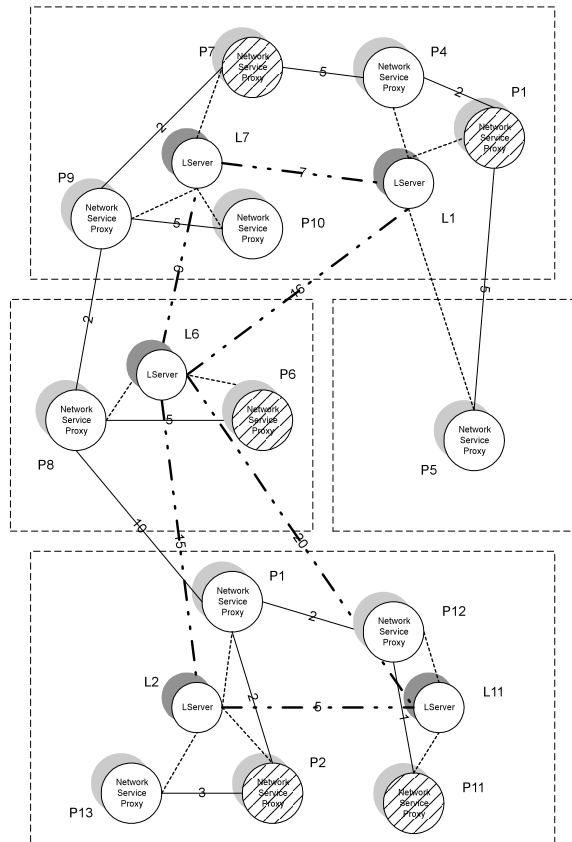 P7
Network
Service
Proxy
5
P4
Network
Service
Proxy
2
P1
Network
Service
Proxy
2
L7
LServer
7
LServer
L1
P9
Network
Service
Proxy
5
Network
Service
Proxy
P10
6
16
5
2
L6
LServer
P6
Network
Service
Proxy
5
Network
Service
Proxy
P8
Network
Service
Proxy
P5
10
15
20
P1
Network
Service
Proxy
2
P12
Network
Service
Proxy
L2
LServer
2
5
1
L11
LServer
P2
Network
Service
Proxy
3
Network
Service
Proxy
P13
P11
Network
Service
Proxy